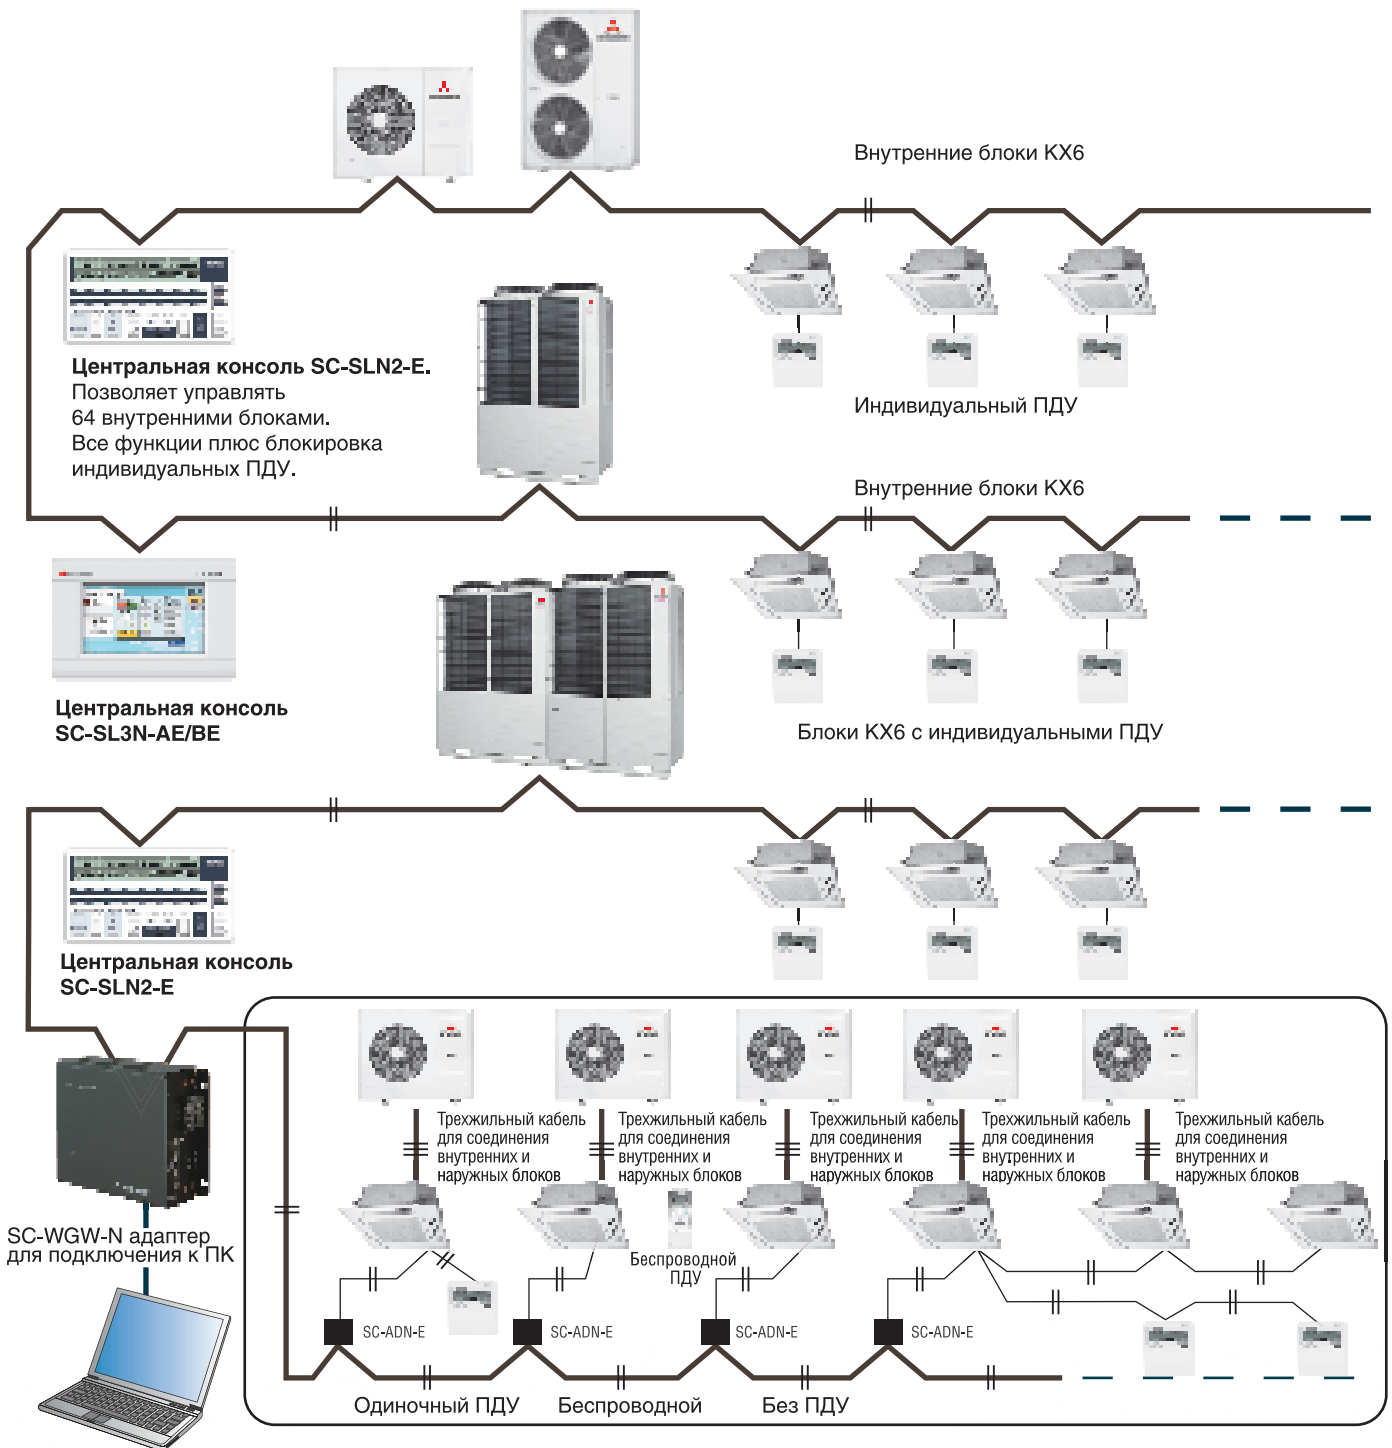 Внутренние блоки KX6
Центральная консоль SC-SLN2-E.
Позволяет управлять
64 внутренними блоками.
Все функции плюс блокировка
индивидуальных ПДУ.
Индивидуальный ПДУ
Внутренние блоки KX6
Центральная консоль
SC-SL3N-AE/BE
Блоки KX6 с индивидуальными ПДУ
Центральная консоль
SC-SLN2-E
Трехжильный кабель
для соединения
внутренних и
наружных блоков
Трехжильный кабель
для соединения
внутренних и
наружных блоков
Трехжильный кабель
для соединения
внутренних и
наружных блоков
Трехжильный кабель
для соединения
внутренних и
наружных блоков
Трехжильный кабель
для соединения
внутренних и
наружных блоков
SC-WGW-N адаптер
для подключения к ПК
Беспроводной
ПДУ
SC-ADN-E
SC-ADN-E
SC-ADN-E
SC-ADN-E
Одиночный ПДУ
Беспроводной
Без ПДУ